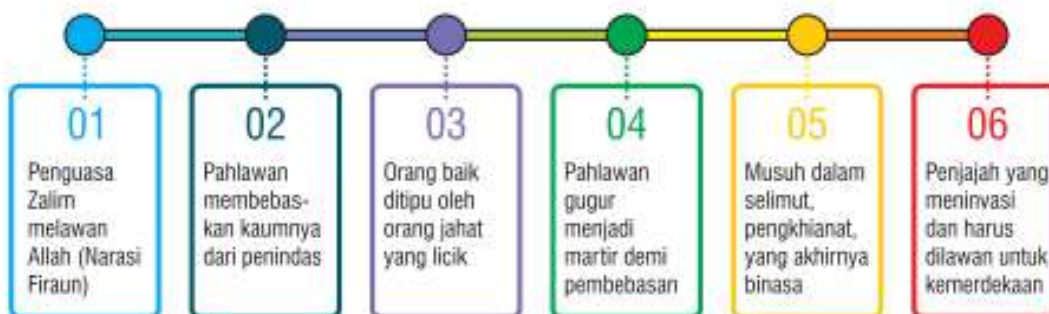 01
Penguasa
Zalim
melawan
Allah (Narasi
Firaun)
02
Pahlawan
membebas-
kan kaumnya
dari penindas
03
Orang baik
ditipu oleh
orang jahat
yang licik
04
Pahlawan
gugur
menjadi
martir demi
pembebasan
05
Musuh dalam
selimut,
pengkhianat,
yang akhirnya
binasa
06
Penjajah yang
meninvasi
dan harus
dilawan untuk
kemerdekaan